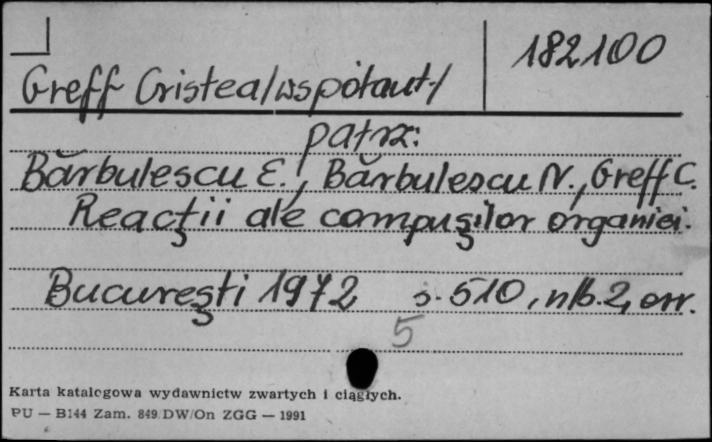 182100
Greff Cristea/współaut./
patrz:
Bărbulescu E., Bărbulescu N., Greff C.
Reacţii ale compuşilor organici.
Bucureşti 1972 s. 510, nlb. 2, err.
5
Karta katalogowa wydawnictw zwartych i ciągłych.
PU — B144 Zam. 849/DW/On ZGG — 1991